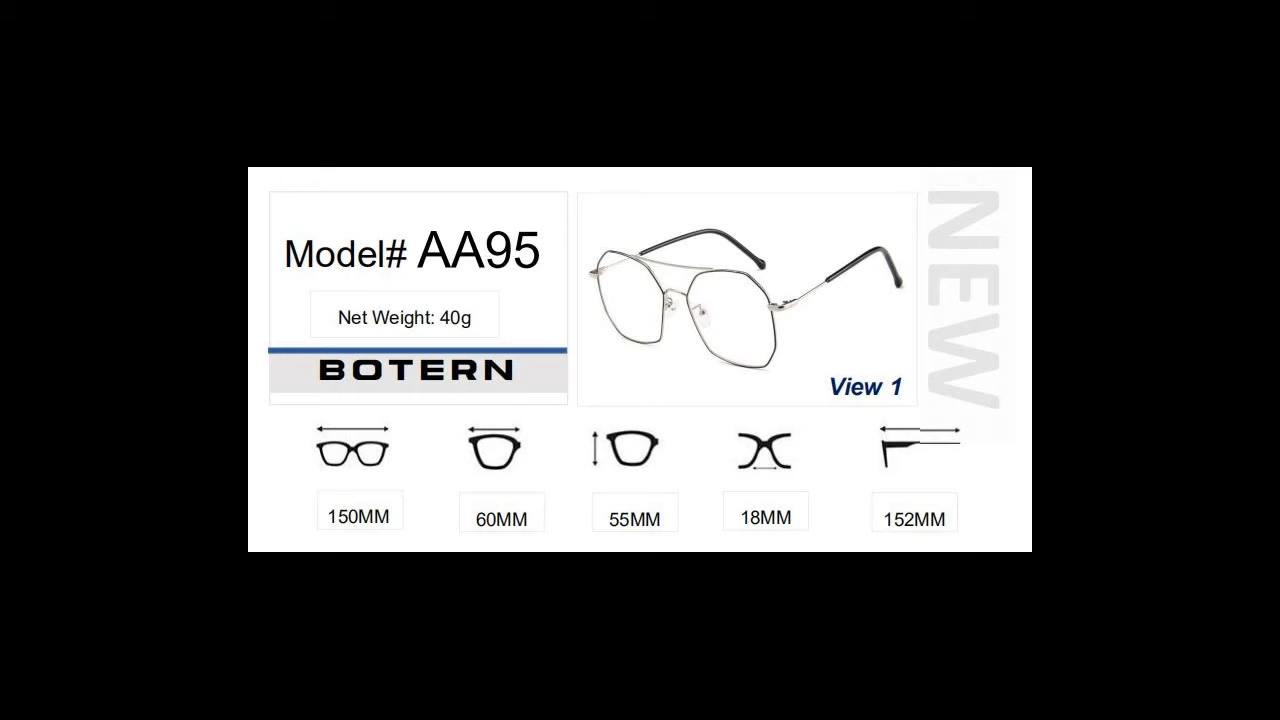 Model# AA95
Net Weight: 40g
BOTERN
View 1
NEW
150MM
60MM
55MM
18MM
152MM